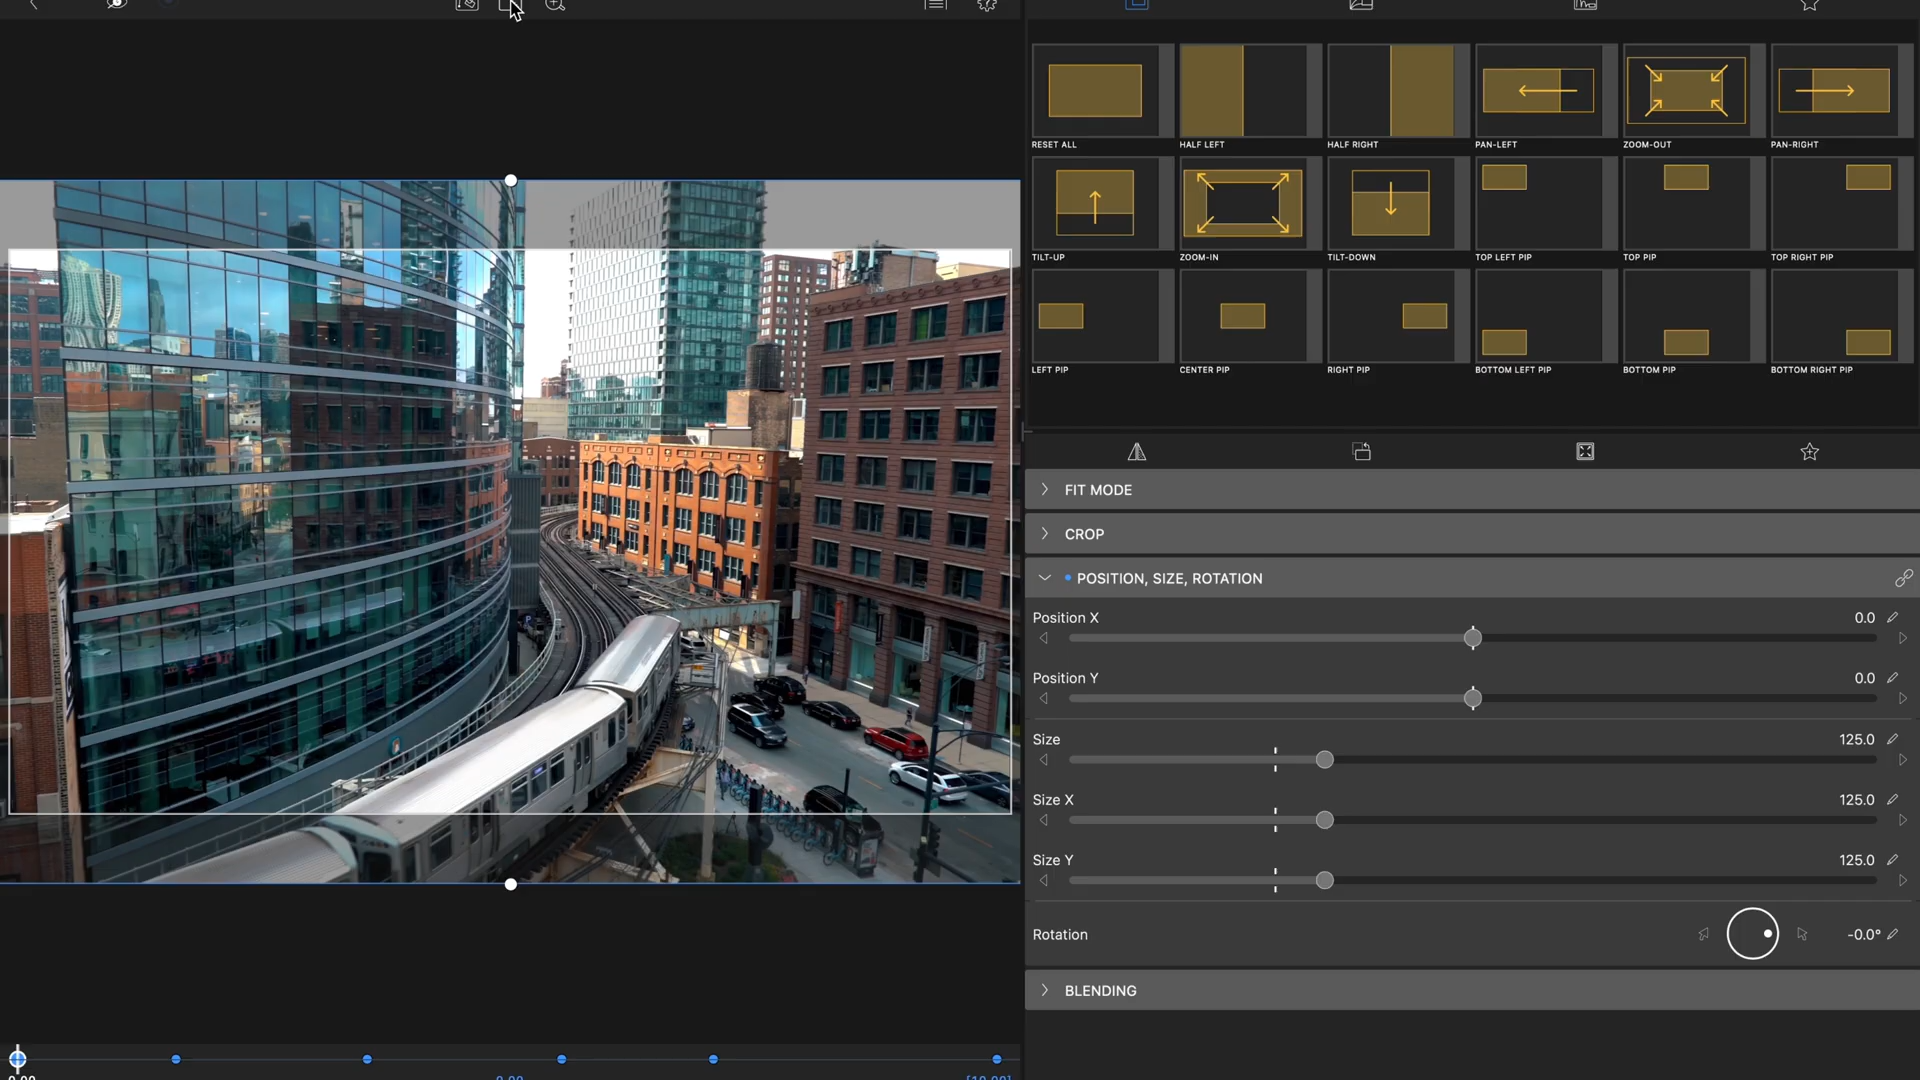 RESET ALL
HALF LEFT
HALF RIGHT
PAN-LEFT
ZOOM-OUT
PAN-RIGHT
TILT-UP
ZOOM-IN
TILT-DOWN
TOP LEFT PIP
TOP PIP
TOP RIGHT PIP
LEFT PIP
CENTER PIP
RIGHT PIP
BOTTOM LEFT PIP
BOTTOM PIP
BOTTOM RIGHT PIP
FIT MODE
CROP
POSITION, SIZE, ROTATION
Position X 0.0
Position Y 0.0
Size 125.0
Size X 125.0
Size Y 125.0
Rotation -0.0°
BLENDING